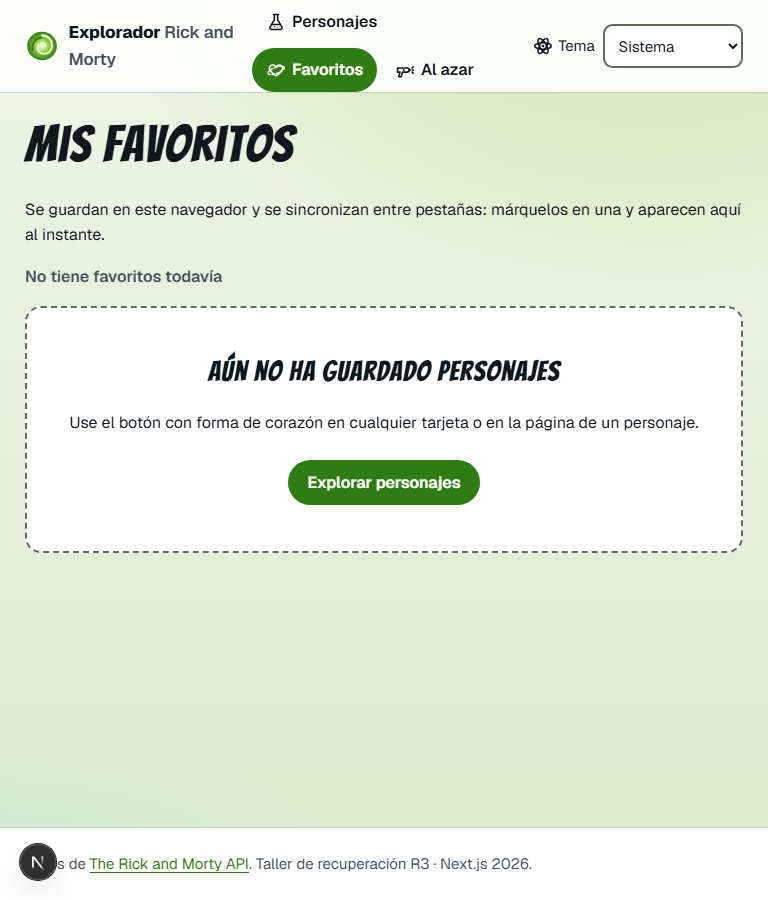 Explorador Rick and
Morty
Personajes
Favoritos
Al azar
Tema
Sistema
MIS FAVORITOS
Se guardan en este navegador y se sincronizan entre pestañas: márquelos en una y aparecen aquí
al instante.
No tiene favoritos todavía
AÚN NO HA GUARDADO PERSONAJES
Use el botón con forma de corazón en cualquier tarjeta o en la página de un personaje.
Explorar personajes
N
s de The Rick and Morty API. Taller de recuperación R3 · Next.js 2026.